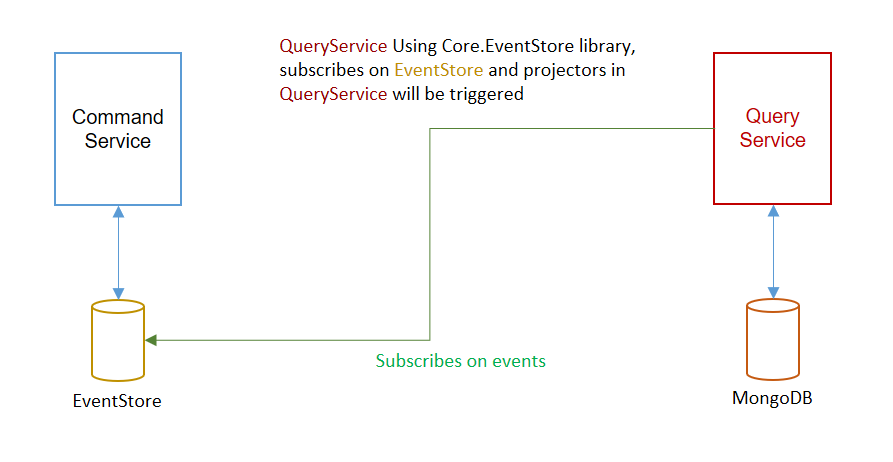 QueryService Using Core.EventStore library,
subscribes on EventStore and projectors in
QueryService will be triggered
Command
Service
Query
Service
Subscribes on events
EventStore
MongoDB